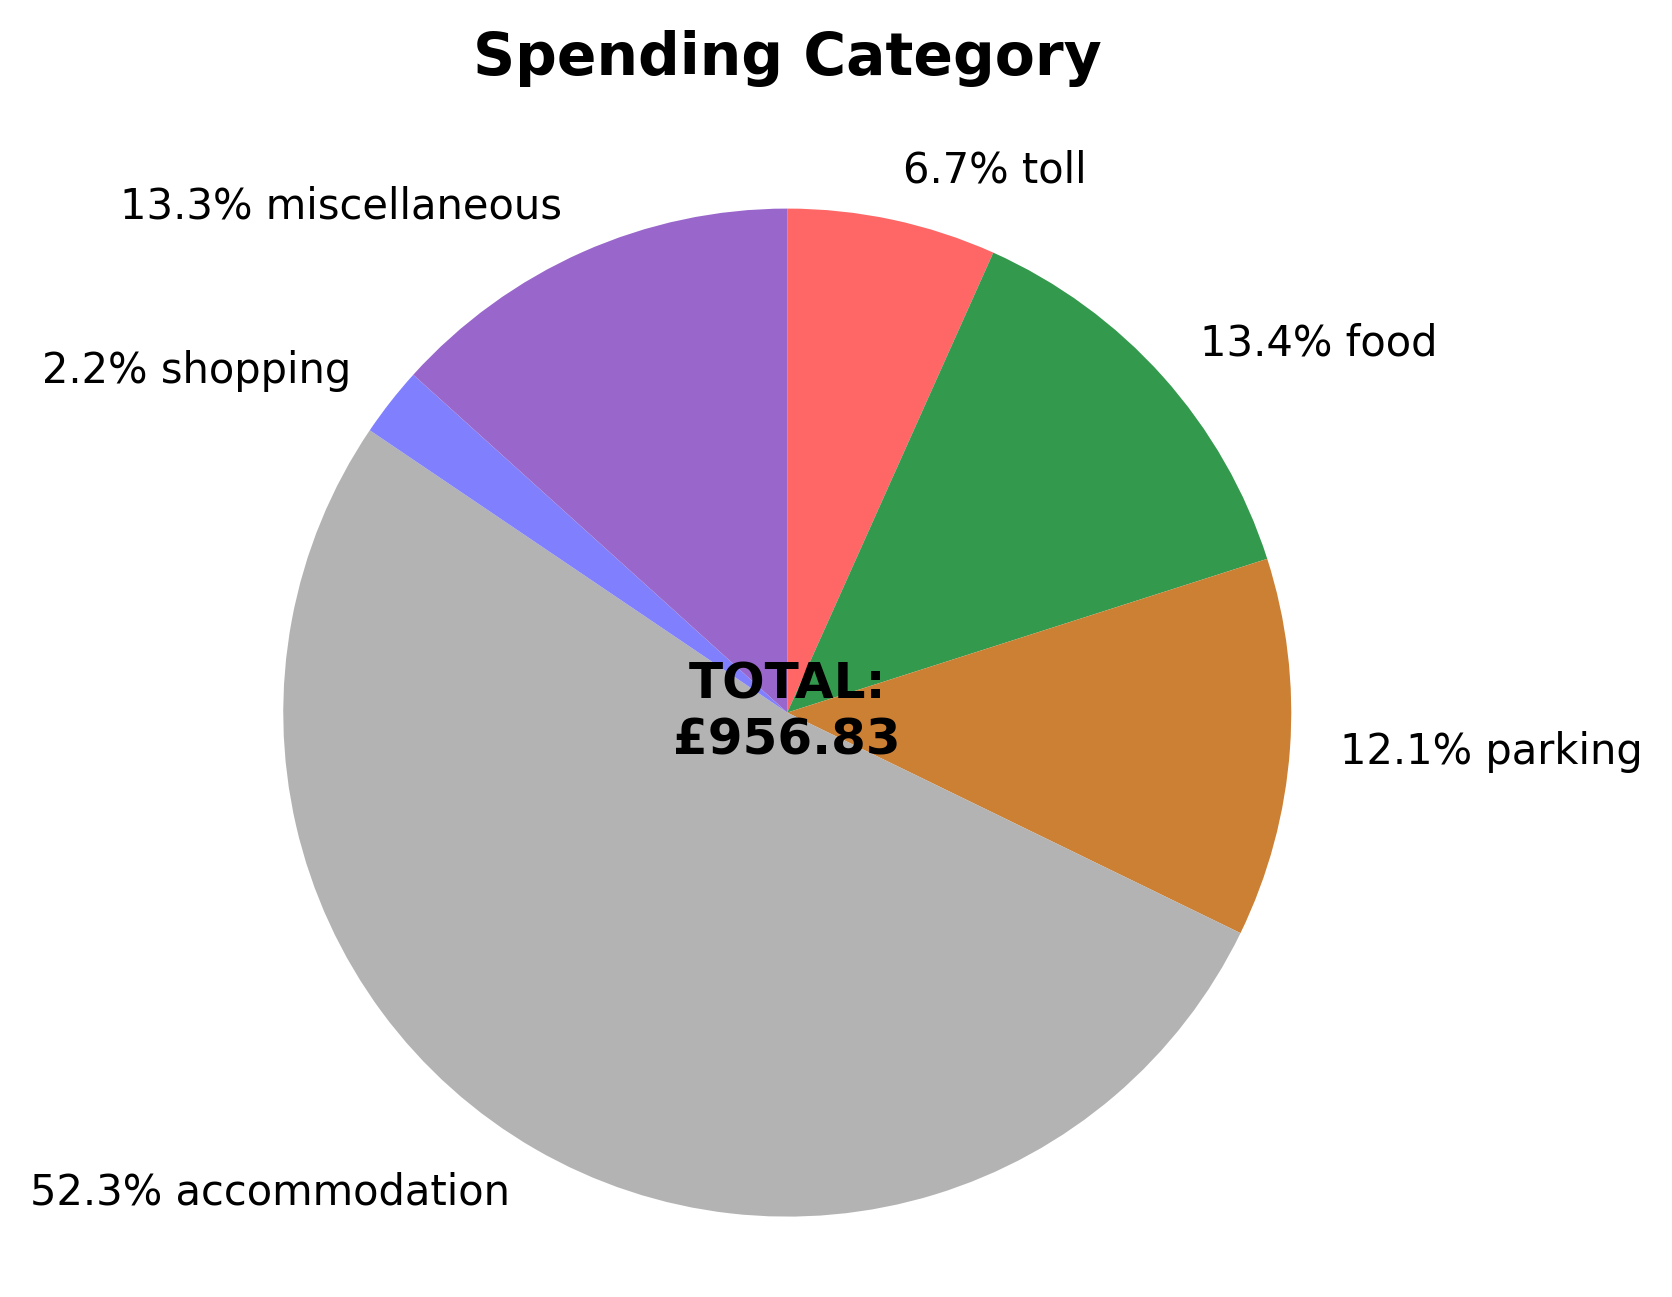 Spending Category
6.7% toll
13.3% miscellaneous
13.4% food
2.2% shopping
TOTAL:
£956.83
12.1% parking
52.3% accommodation